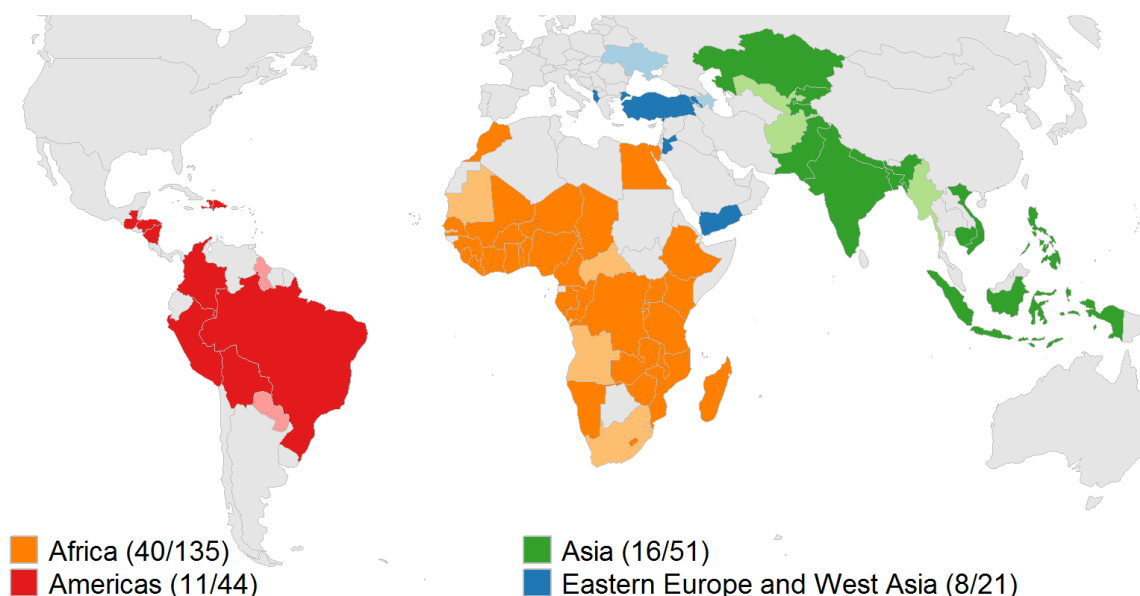 Africa (40/135)
Americas (11/44)
Asia (16/51)
Eastern Europe and West Asia (8/21)